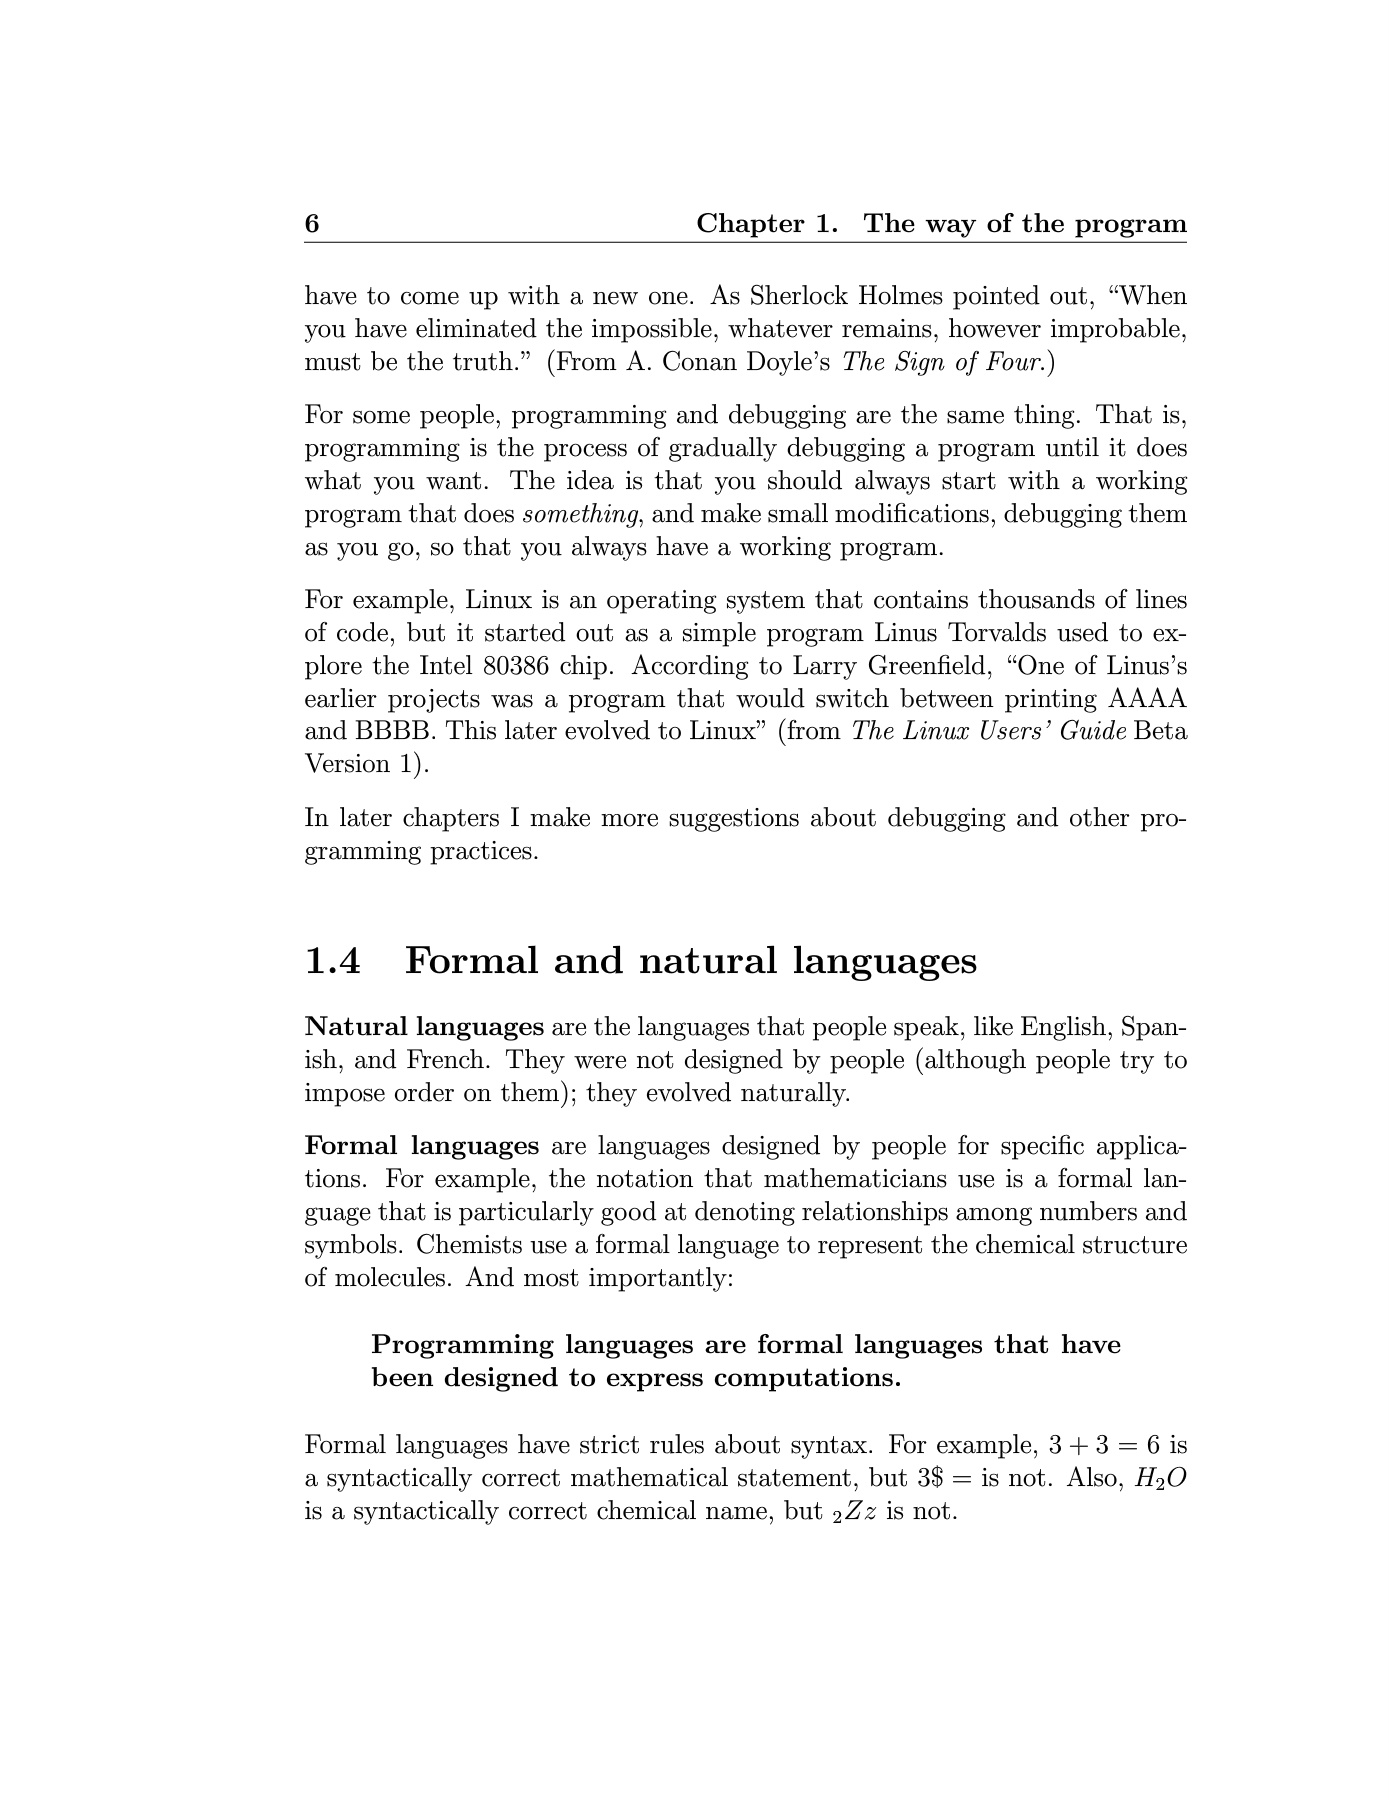 6 Chapter 1. The way of the program
have to come up with a new one. As Sherlock Holmes pointed out, “When
you have eliminated the impossible, whatever remains, however improbable,
must be the truth.” (From A. Conan Doyle’s The Sign of Four.)
For some people, programming and debugging are the same thing. That is,
programming is the process of gradually debugging a program until it does
what you want. The idea is that you should always start with a working
program that does something, and make small modifications, debugging them
as you go, so that you always have a working program.
For example, Linux is an operating system that contains thousands of lines
of code, but it started out as a simple program Linus Torvalds used to ex-
plore the Intel 80386 chip. According to Larry Greenfield, “One of Linus’s
earlier projects was a program that would switch between printing AAAA
and BBBB. This later evolved to Linux” (from The Linux Users’ Guide Beta
Version 1).
In later chapters I make more suggestions about debugging and other pro-
gramming practices.
1.4 Formal and natural languages
Natural languages are the languages that people speak, like English, Span-
ish, and French. They were not designed by people (although people try to
impose order on them); they evolved naturally.
Formal languages are languages designed by people for specific applica-
tions. For example, the notation that mathematicians use is a formal lan-
guage that is particularly good at denoting relationships among numbers and
symbols. Chemists use a formal language to represent the chemical structure
of molecules. And most importantly:
Programming languages are formal languages that have
been designed to express computations.
Formal languages have strict rules about syntax. For example, 3 + 3 = 6 is
a syntactically correct mathematical statement, but 3$ = is not. Also, H₂O
is a syntactically correct chemical name, but ₂Zz is not.